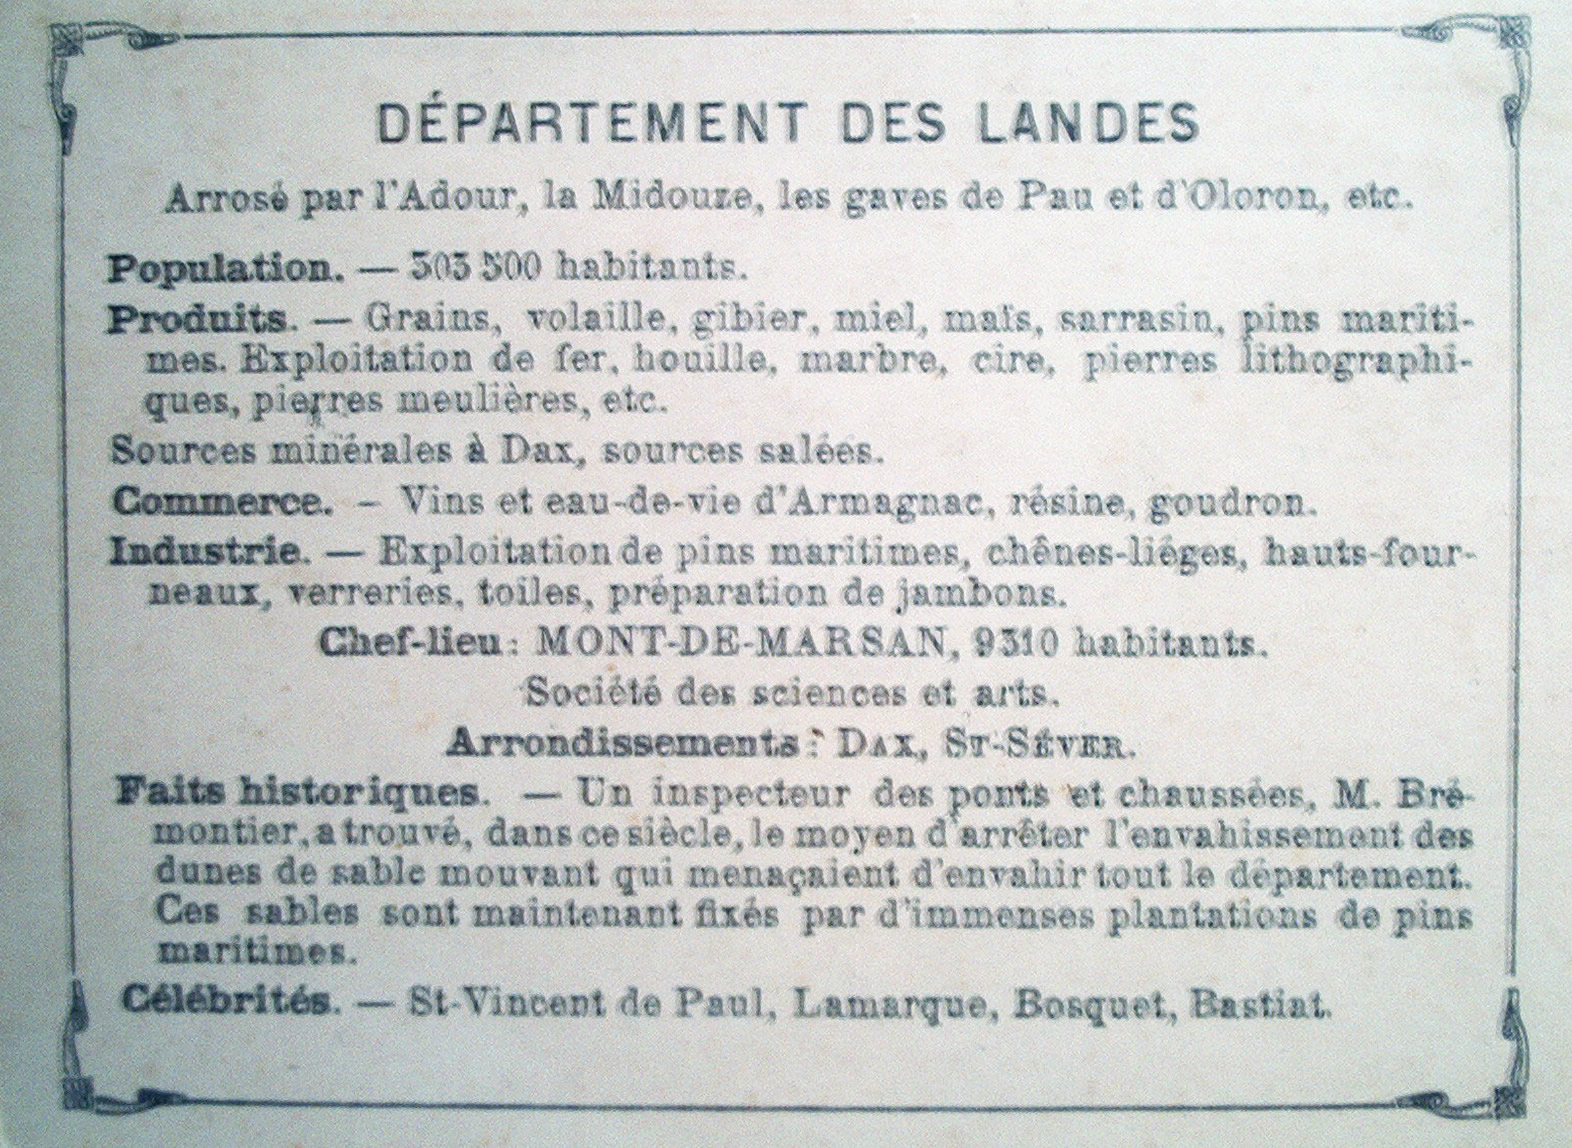 DÉPARTEMENT DES LANDES
Arrosé par l'Adour, la Midouze, les gaves de Pau et d'Oloron, etc.
Population. — 303 500 habitants.
Produits. — Grains, volaille, gibier, miel, maïs, sarrasin, pins mariti-
mes. Exploitation de fer, houille, marbre, cire, pierres lithographi-
ques, pierres meulières, etc.
Sources minérales à Dax, sources salées.
Commerce. – Vins et eau-de-vie d'Armagnac, résine, goudron.
Industrie. — Exploitation de pins maritimes, chênes-lièges, hauts-four-
neaux, verreries, toiles, préparation de jambons.
Chef-lieu : MONT-DE-MARSAN, 9310 habitants.
Société des sciences et arts.
Arrondissements : DAX, ST-SÉVER.
Faits historiques. — Un inspecteur des ponts et chaussées, M. Bré-
montier, a trouvé, dans ce siècle, le moyen d'arrêter l'envahissement des
dunes de sable mouvant qui menaçaient d'envahir tout le département.
Ces sables sont maintenant fixés par d'immenses plantations de pins
maritimes.
Célébrités. — St-Vincent de Paul, Lamarque, Bosquet, Bastiat.